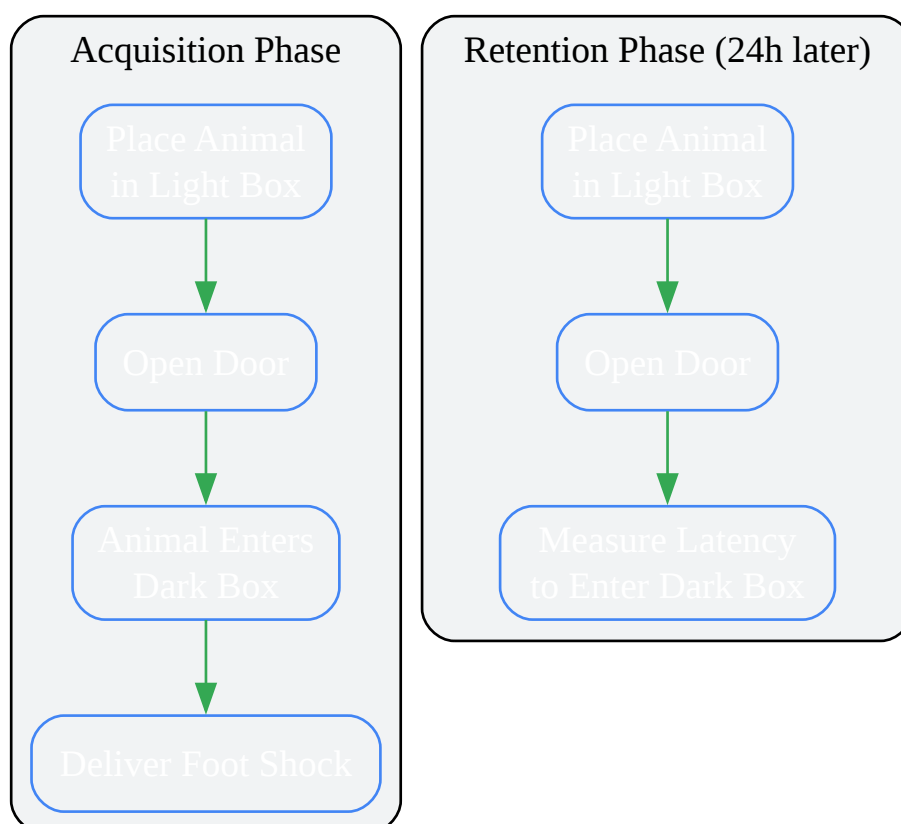 Acquisition Phase
Place Animal
in Light Box
Open Door
Animal Enters
Dark Box
Deliver Foot Shock
Retention Phase (24h later)
Place Animal
in Light Box
Open Door
Measure Latency
to Enter Dark Box